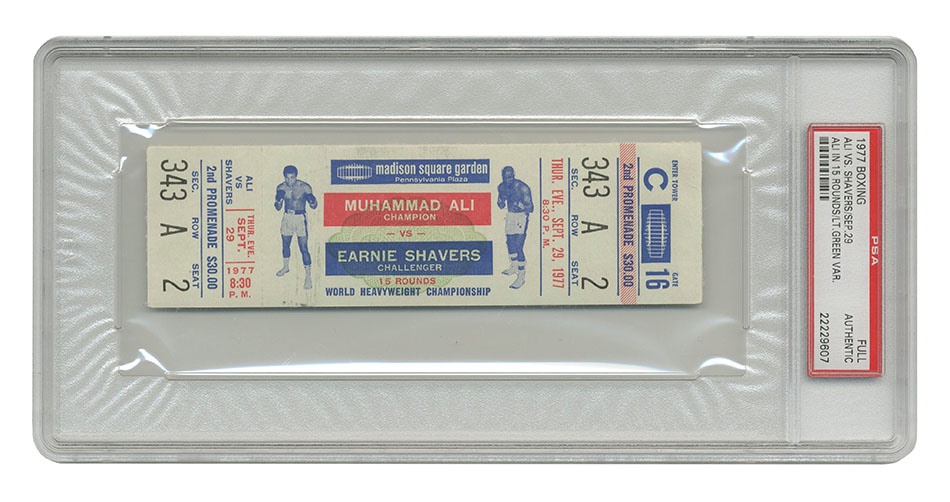 343 A 2
SEC. ROW SEAT
2nd PROMENADE $30.00
ALI
VS
SHAVERS
THUR. EVE.
SEPT.
29
1977
8:30
P.M.
madison square garden
Pennsylvania Plaza
MUHAMMAD ALI
CHAMPION
— VS —
EARNIE SHAVERS
CHALLENGER
15 ROUNDS
WORLD HEAVYWEIGHT CHAMPIONSHIP
THUR. EVE., SEPT. 29, 1977
8:30 P.M.
SEC. ROW SEAT
343 A 2
2nd PROMENADE $30.00
ENTER TOWER GATE
C 16
PSA
1977 BOXING
ALI VS. SHAVERS/SEP.29 FULL
ALI IN 15 ROUNDS/LT. GREEN VAR. AUTHENTIC
22229607